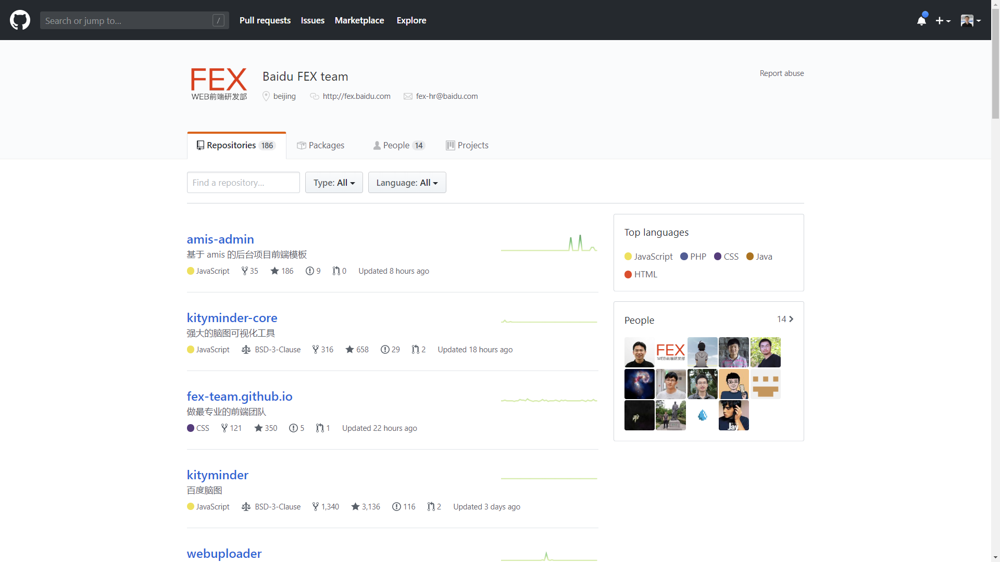 Search or jump to... /
Pull requests Issues Marketplace Explore
FEX
WEB前端研发部
Baidu FEX team
beijing http://fex.baidu.com fex-hr@baidu.com
Report abuse
Repositories 186 Packages People 14 Projects
Find a repository... Type: All Language: All
amis-admin
基于 amis 的后台项目前端模板
JavaScript 35 186 9 0 Updated 8 hours ago
kityminder-core
强大的脑图可视化工具
JavaScript BSD-3-Clause 316 658 29 2 Updated 18 hours ago
fex-team.github.io
做最专业的前端团队
CSS 121 350 5 1 Updated 22 hours ago
kityminder
百度脑图
JavaScript BSD-3-Clause 1,340 3,136 116 2 Updated 3 days ago
webuploader
Top languages
JavaScript PHP CSS Java
HTML
People 14
FEX
WEB前端研发部
Jay